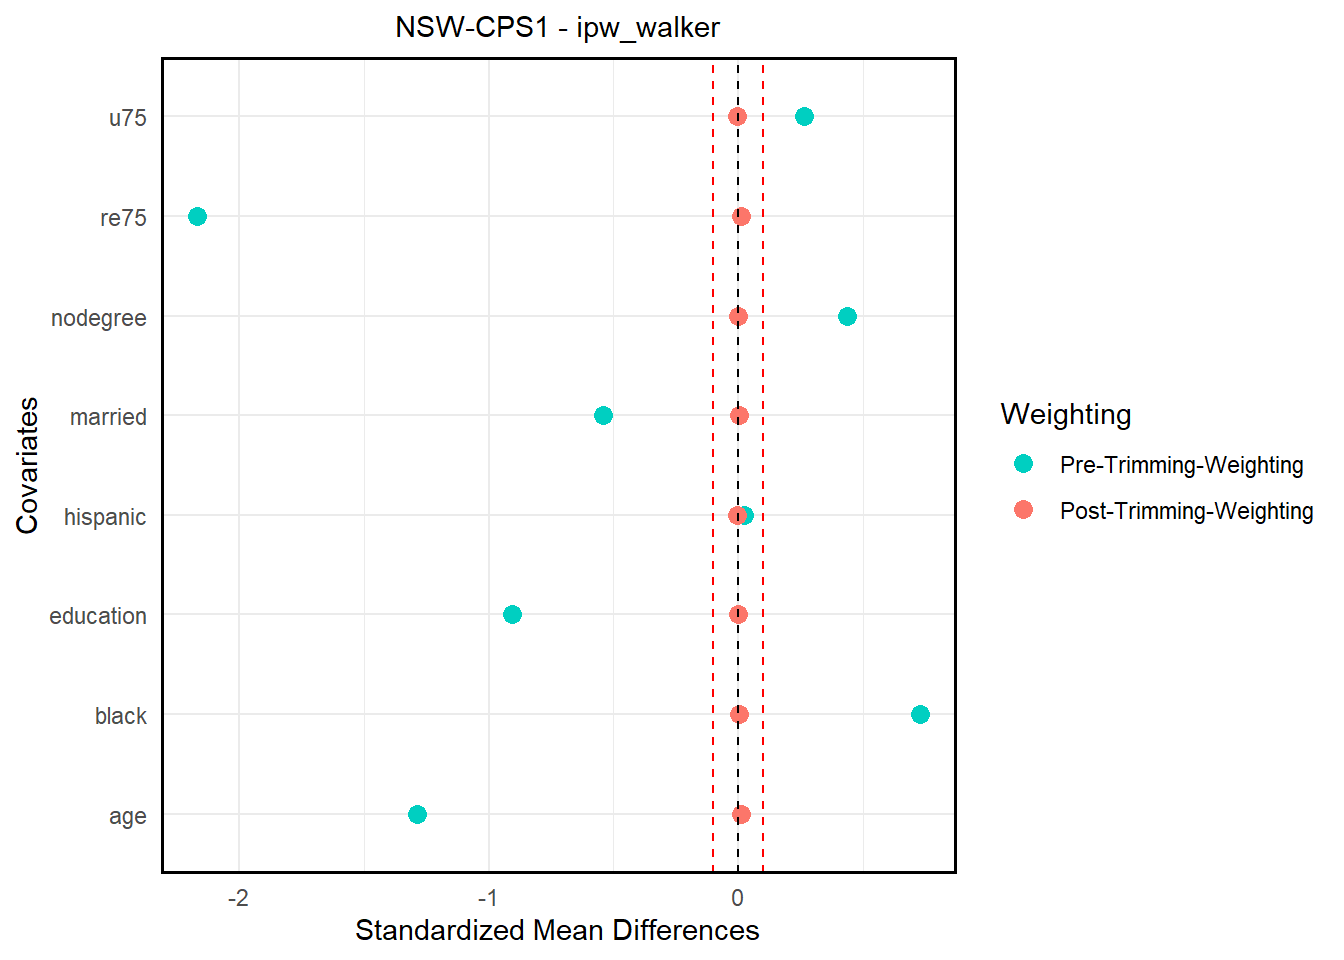 NSW-CPS1 - ipw_walker
u75
re75
nodegree
married
hispanic
education
black
age
Covariates
-2
-1
0
Standardized Mean Differences
Weighting
Pre-Trimming-Weighting
Post-Trimming-Weighting